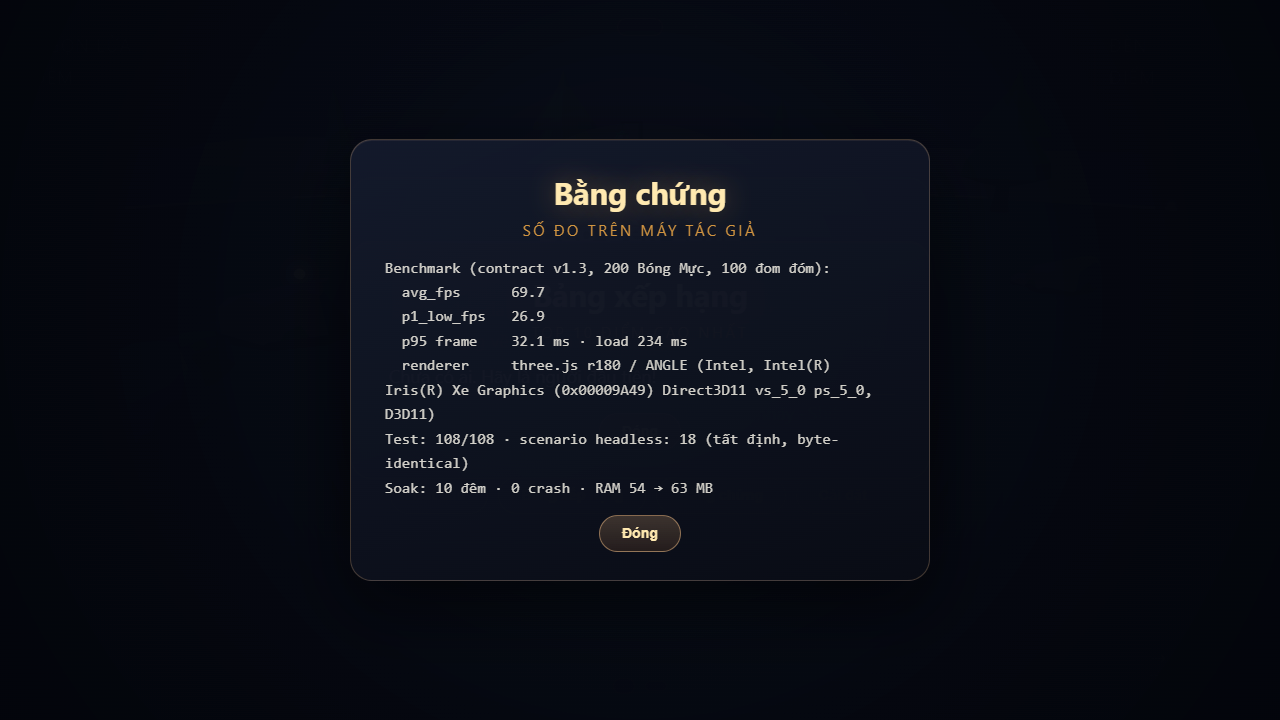 Bằng chứng
SỐ ĐO TRÊN MÁY TÁC GIẢ
Benchmark (contract v1.3, 200 Bóng Mực, 100 đom đóm):
avg_fps 69.7
Bảng xếp hạng
p1_low_fps 26.9
p95 frame 32.1 ms · load 234 ms
renderer three.js r180 / ANGLE (Intel, Intel(R)
Iris(R) Xe Graphics (0x00009A49) Direct3D11 vs_5_0 ps_5_0,
D3D11)
Test: 108/108 · scenario headless: 18 (tất định, byte-
identical)
Soak: 10 đêm · 0 crash · RAM 54 → 63 MB
Đóng